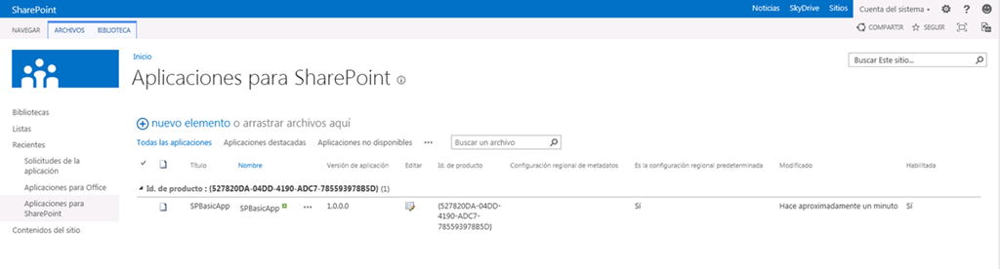 SharePoint
Noticias SkyDrive Sitios Cuenta del sistema
NAVEGAR ARCHIVOS BIBLIOTECA
COMPARTIR SEGUIR
Inicio
Aplicaciones para SharePoint
Buscar Este sitio...
Bibliotecas
Listas
Recientes
Solicitudes de la
aplicación
Aplicaciones para Office
Aplicaciones para
SharePoint
Contenidos del sitio
nuevo elemento o arrastrar archivos aquí
Todas las aplicaciones Aplicaciones destacadas Aplicaciones no disponibles ••• Buscar un archivo
Título Nombre Versión de aplicación Editar Id. de producto Configuración regional de metadatos Es la configuración regional predeterminada Modificado Habilitada
Id. de producto : {527820DA-04DD-4190-ADC7-785593978B5D} (1)
SPBasicApp SPBasicApp ••• 1.0.0.0 {527820DA-04DD-
4190-ADC7-
785593978B5D} Sí Hace aproximadamente un minuto Sí